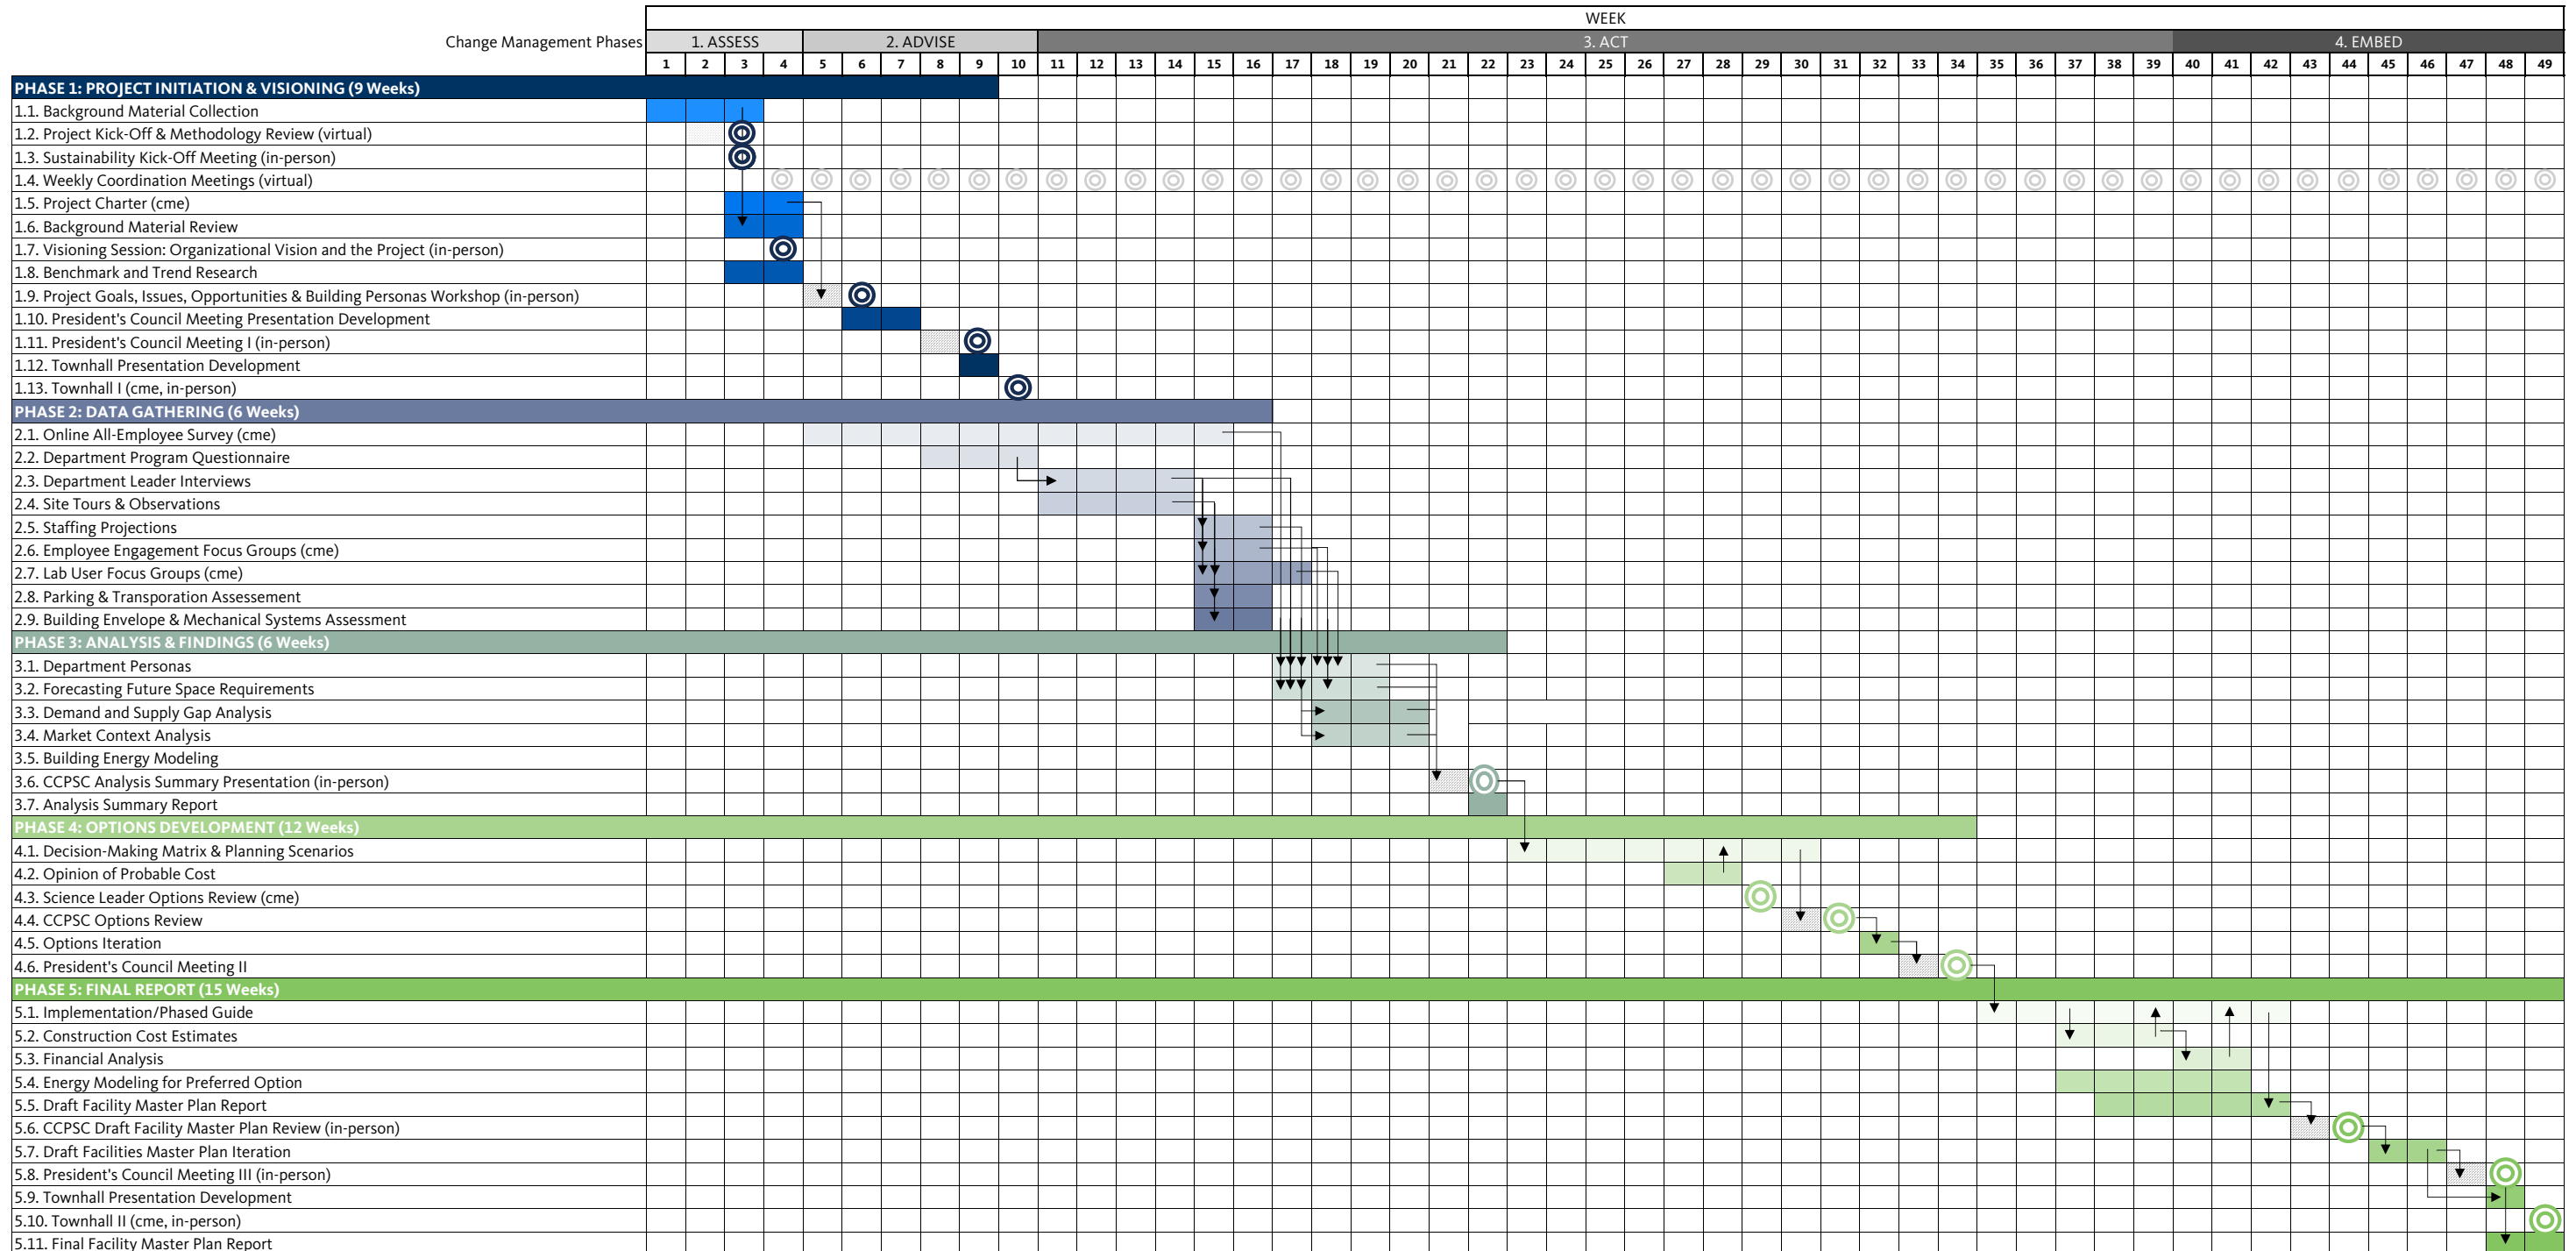 WEEK
Change Management Phases 1. ASSESS 2. ADVISE 3. ACT 4. EMBED
1 2 3 4 5 6 7 8 9 10 11 12 13 14 15 16 17 18 19 20 21 22 23 24 25 26 27 28 29 30 31 32 33 34 35 36 37 38 39 40 41 42 43 44 45 46 47 48 49
PHASE 1: PROJECT INITIATION & VISIONING (9 Weeks)
1.1. Background Material Collection
1.2. Project Kick-Off & Methodology Review (virtual)
1.3. Sustainability Kick-Off Meeting (in-person)
1.4. Weekly Coordination Meetings (virtual)
1.5. Project Charter (cme)
1.6. Background Material Review
1.7. Visioning Session: Organizational Vision and the Project (in-person)
1.8. Benchmark and Trend Research
1.9. Project Goals, Issues, Opportunities & Building Personas Workshop (in-person)
1.10. President's Council Meeting Presentation Development
1.11. President's Council Meeting I (in-person)
1.12. Townhall Presentation Development
1.13. Townhall I (cme, in-person)
PHASE 2: DATA GATHERING (6 Weeks)
2.1. Online All-Employee Survey (cme)
2.2. Department Program Questionnaire
2.3. Department Leader Interviews
2.4. Site Tours & Observations
2.5. Staffing Projections
2.6. Employee Engagement Focus Groups (cme)
2.7. Lab User Focus Groups (cme)
2.8. Parking & Transporation Assessement
2.9. Building Envelope & Mechanical Systems Assessment
PHASE 3: ANALYSIS & FINDINGS (6 Weeks)
3.1. Department Personas
3.2. Forecasting Future Space Requirements
3.3. Demand and Supply Gap Analysis
3.4. Market Context Analysis
3.5. Building Energy Modeling
3.6. CCPSC Analysis Summary Presentation (in-person)
3.7. Analysis Summary Report
PHASE 4: OPTIONS DEVELOPMENT (12 Weeks)
4.1. Decision-Making Matrix & Planning Scenarios
4.2. Opinion of Probable Cost
4.3. Science Leader Options Review (cme)
4.4. CCPSC Options Review
4.5. Options Iteration
4.6. President's Council Meeting II
PHASE 5: FINAL REPORT (15 Weeks)
5.1. Implementation/Phased Guide
5.2. Construction Cost Estimates
5.3. Financial Analysis
5.4. Energy Modeling for Preferred Option
5.5. Draft Facility Master Plan Report
5.6. CCPSC Draft Facility Master Plan Review (in-person)
5.7. Draft Facilities Master Plan Iteration
5.8. President's Council Meeting III (in-person)
5.9. Townhall Presentation Development
5.10. Townhall II (cme, in-person)
5.11. Final Facility Master Plan Report